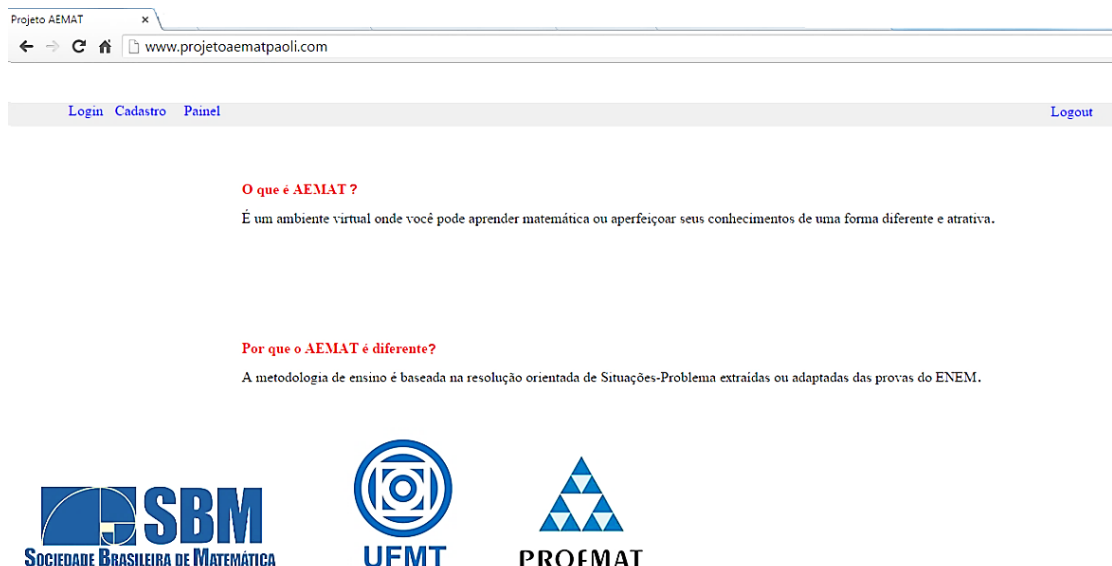 Projeto AEMAT
www.projetoaematpaoli.com
Login Cadastro Painel Logout
O que é AEMAT ?
É um ambiente virtual onde você pode aprender matemática ou aperfeiçoar seus conhecimentos de uma forma diferente e atrativa.
Por que o AEMAT é diferente?
A metodologia de ensino é baseada na resolução orientada de Situações-Problema extraídas ou adaptadas das provas do ENEM.
SBM
SOCIEDADE BRASILEIRA DE MATEMÁTICA
UFMT
PROFMAT